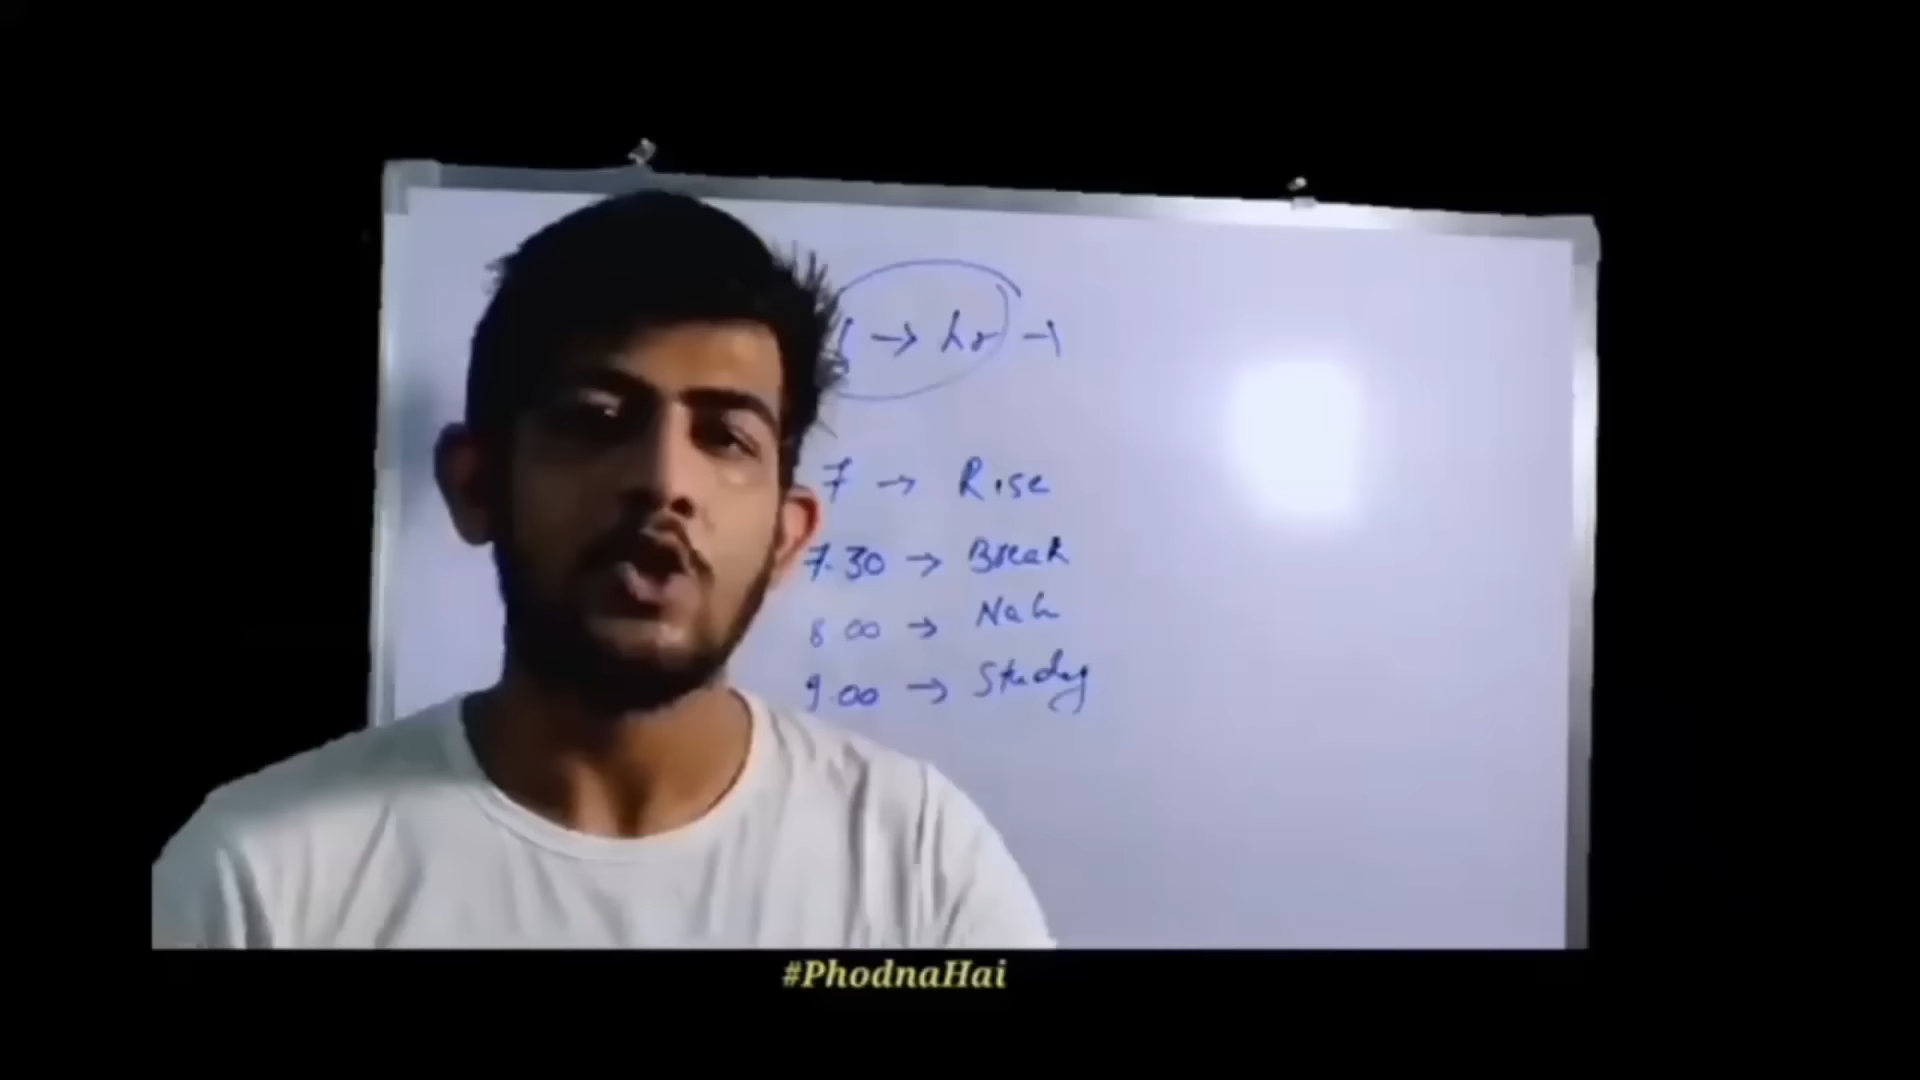 → hr
7 → Rise
7.30 → Break
8 00 → Nah
9.00 → Study
#PhodnaHai